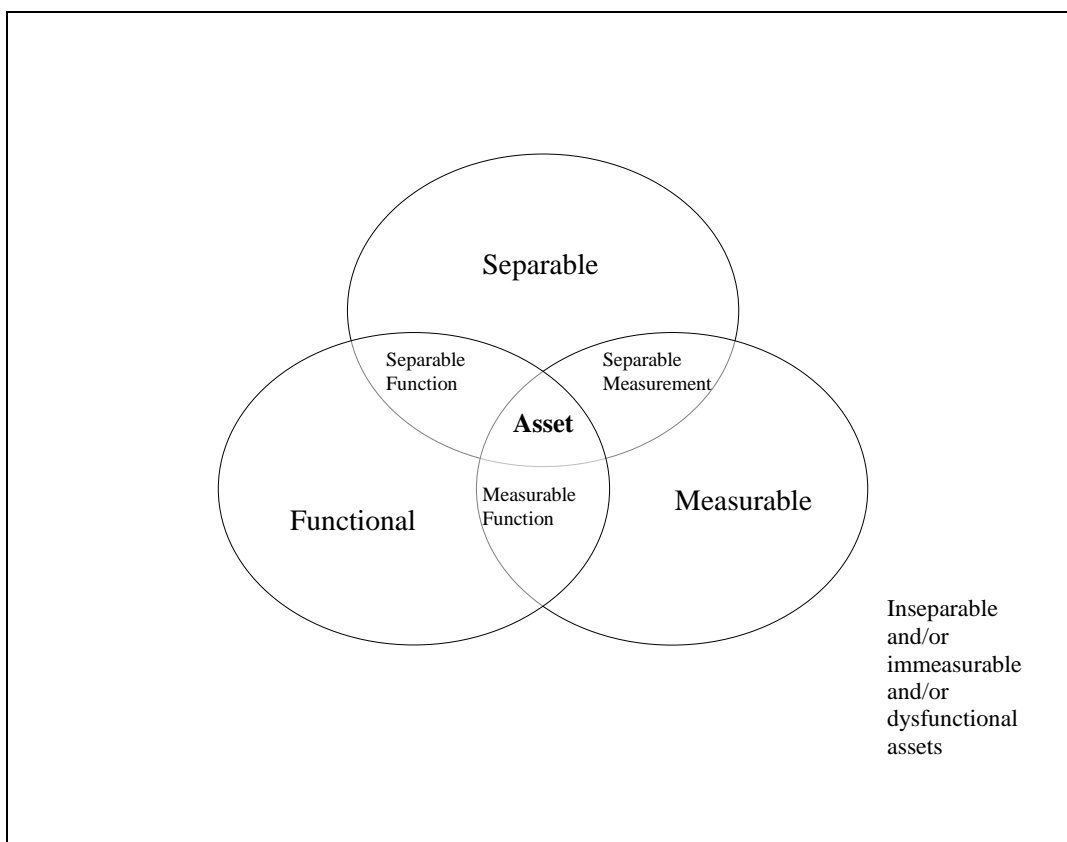 Separable
Separable
Function
Separable
Measurement
Asset
Measurable
Function
Functional
Measurable
Inseparable
and/or
immeasurable
and/or
dysfunctional
assets